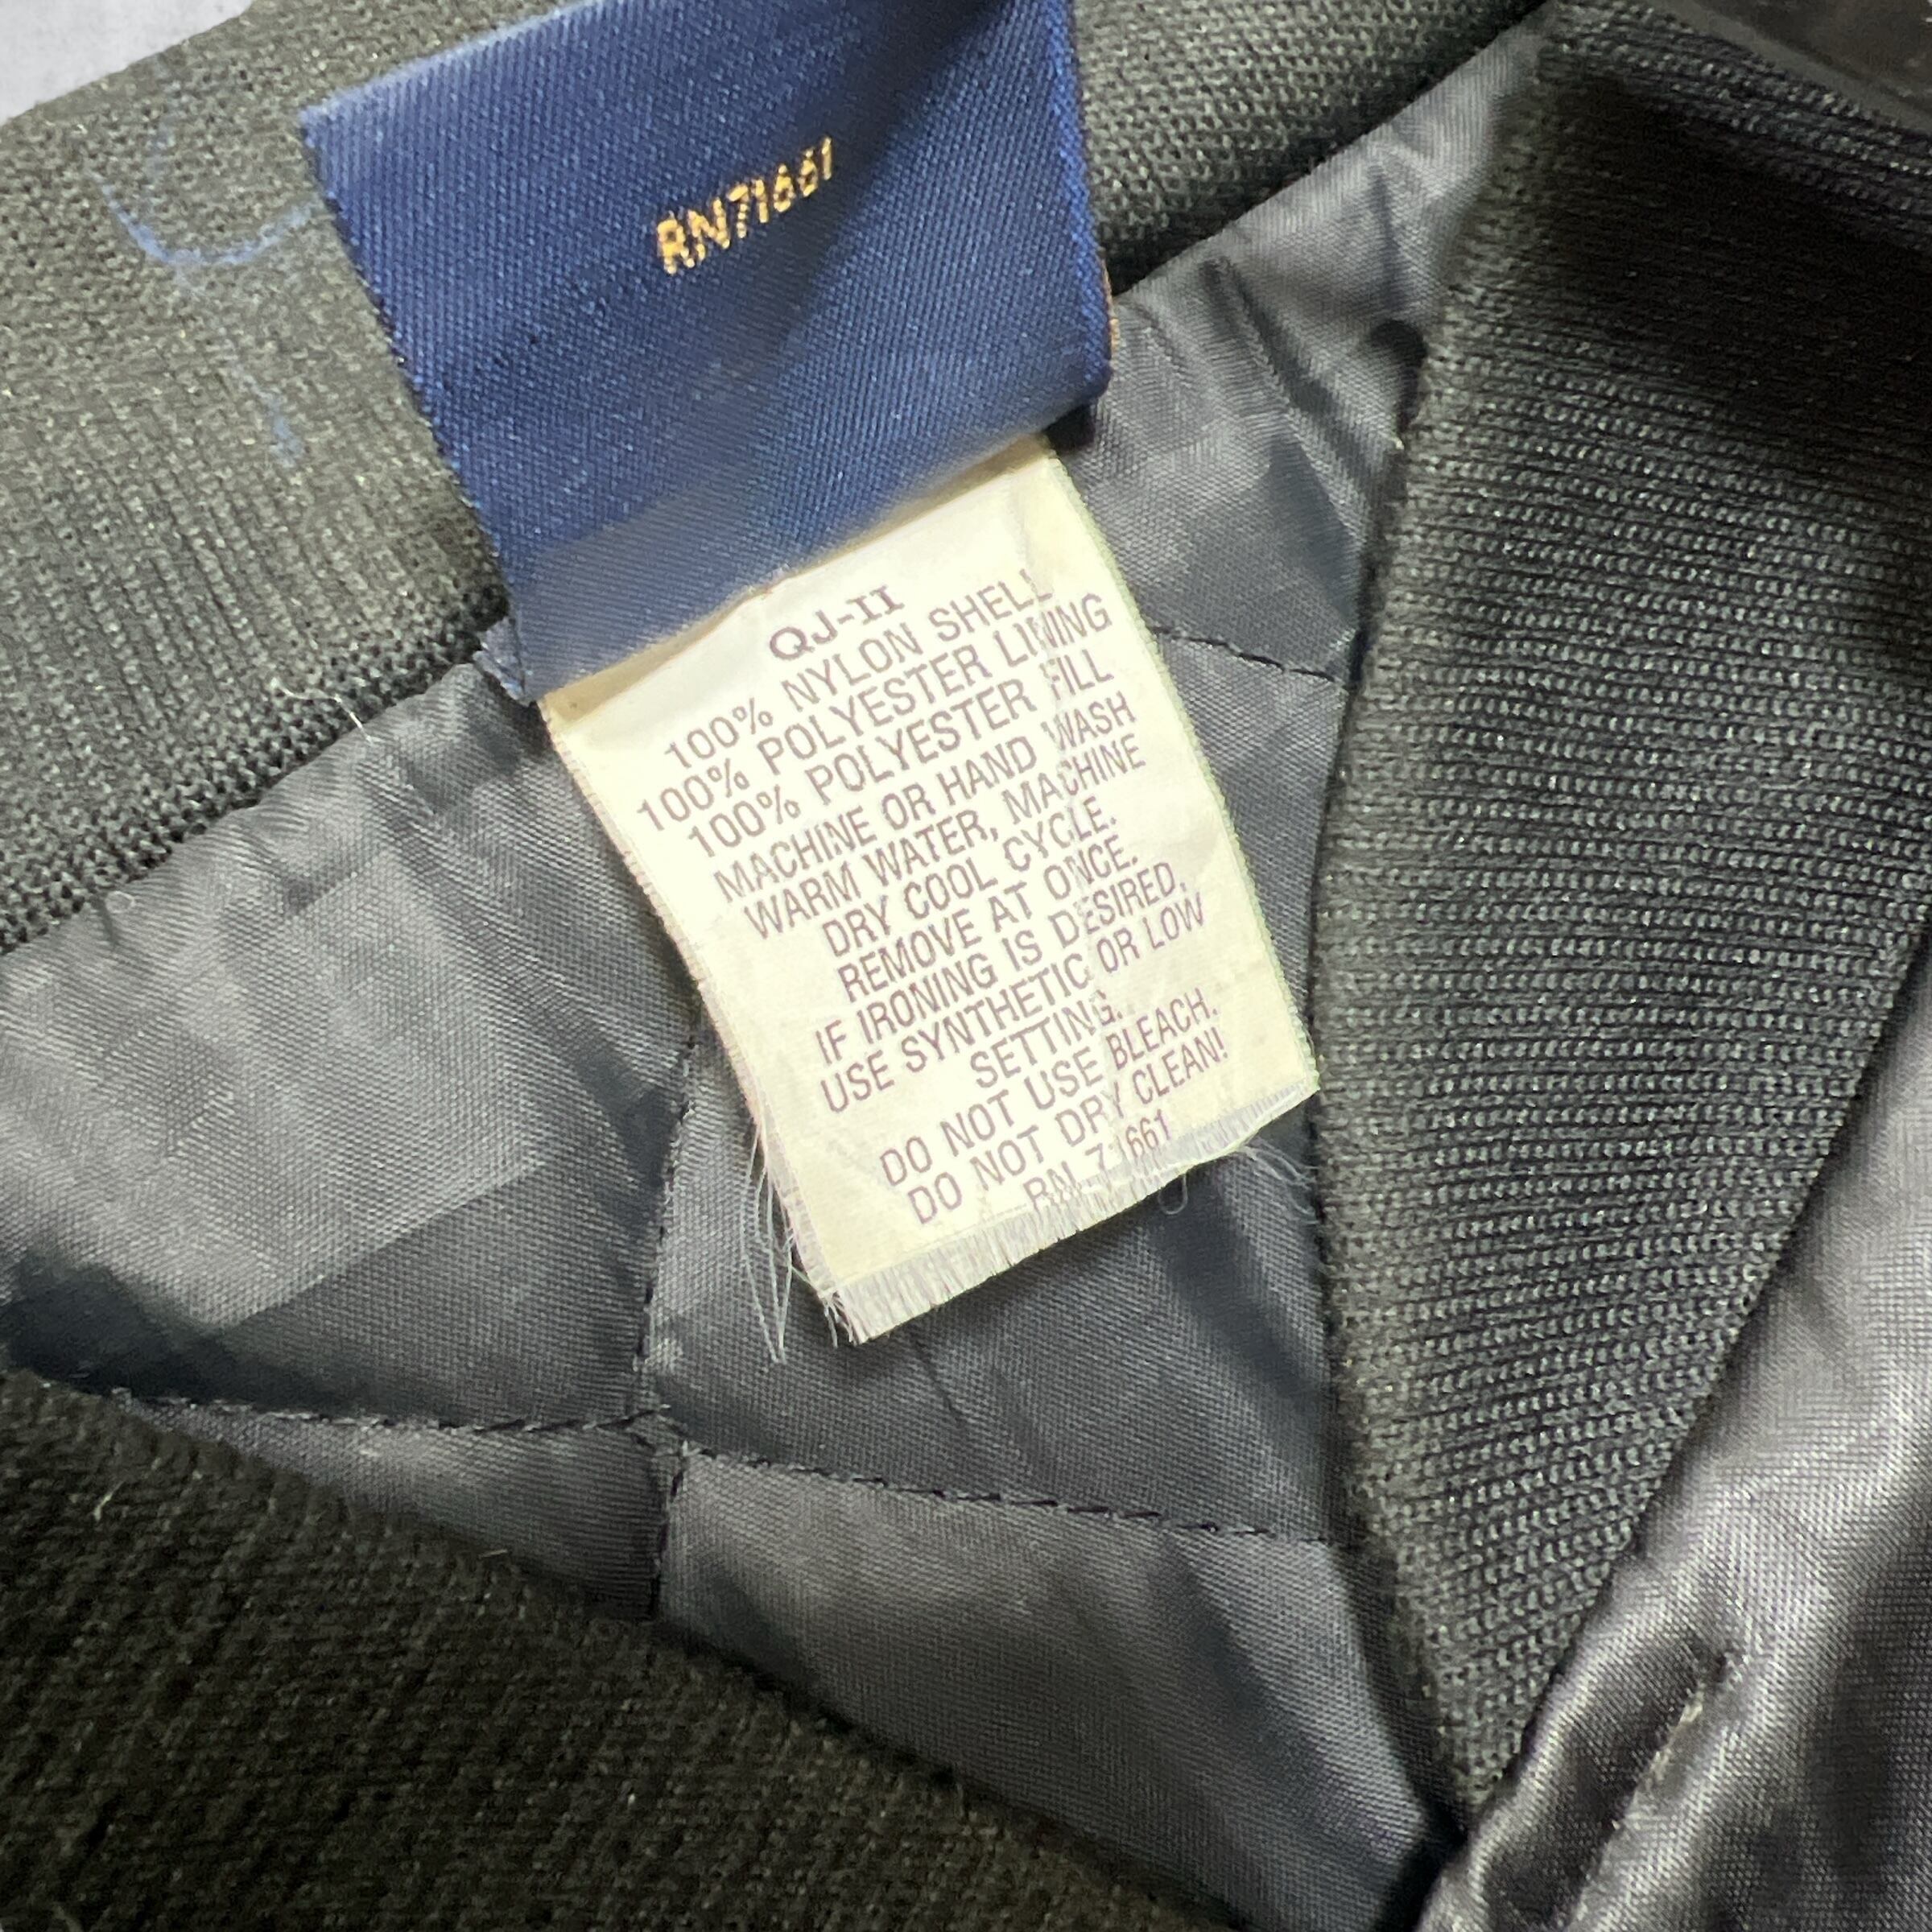 RN71661
QJ-II
100% NYLON SHELL
100% POLYESTER LINING
100% POLYESTER FILL
MACHINE OR HAND WASH
WARM WATER, MACHINE
DRY COOL CYCLE.
REMOVE AT ONCE.
IF IRONING IS DESIRED,
USE SYNTHETIC OR LOW
SETTING.
DO NOT USE BLEACH.
DO NOT DRY CLEAN!
RN 71661